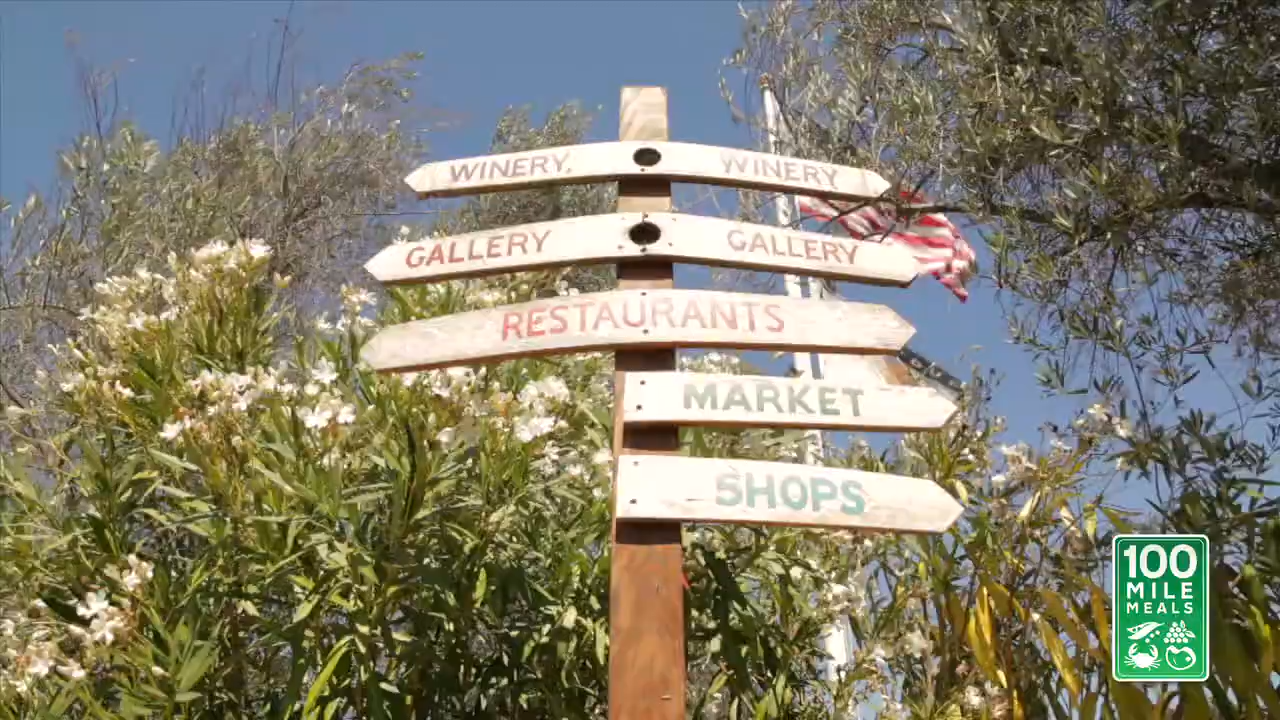 WINERY WINERY
GALLERY GALLERY
RESTAURANTS
MARKET
SHOPS
100
MILE
MEALS